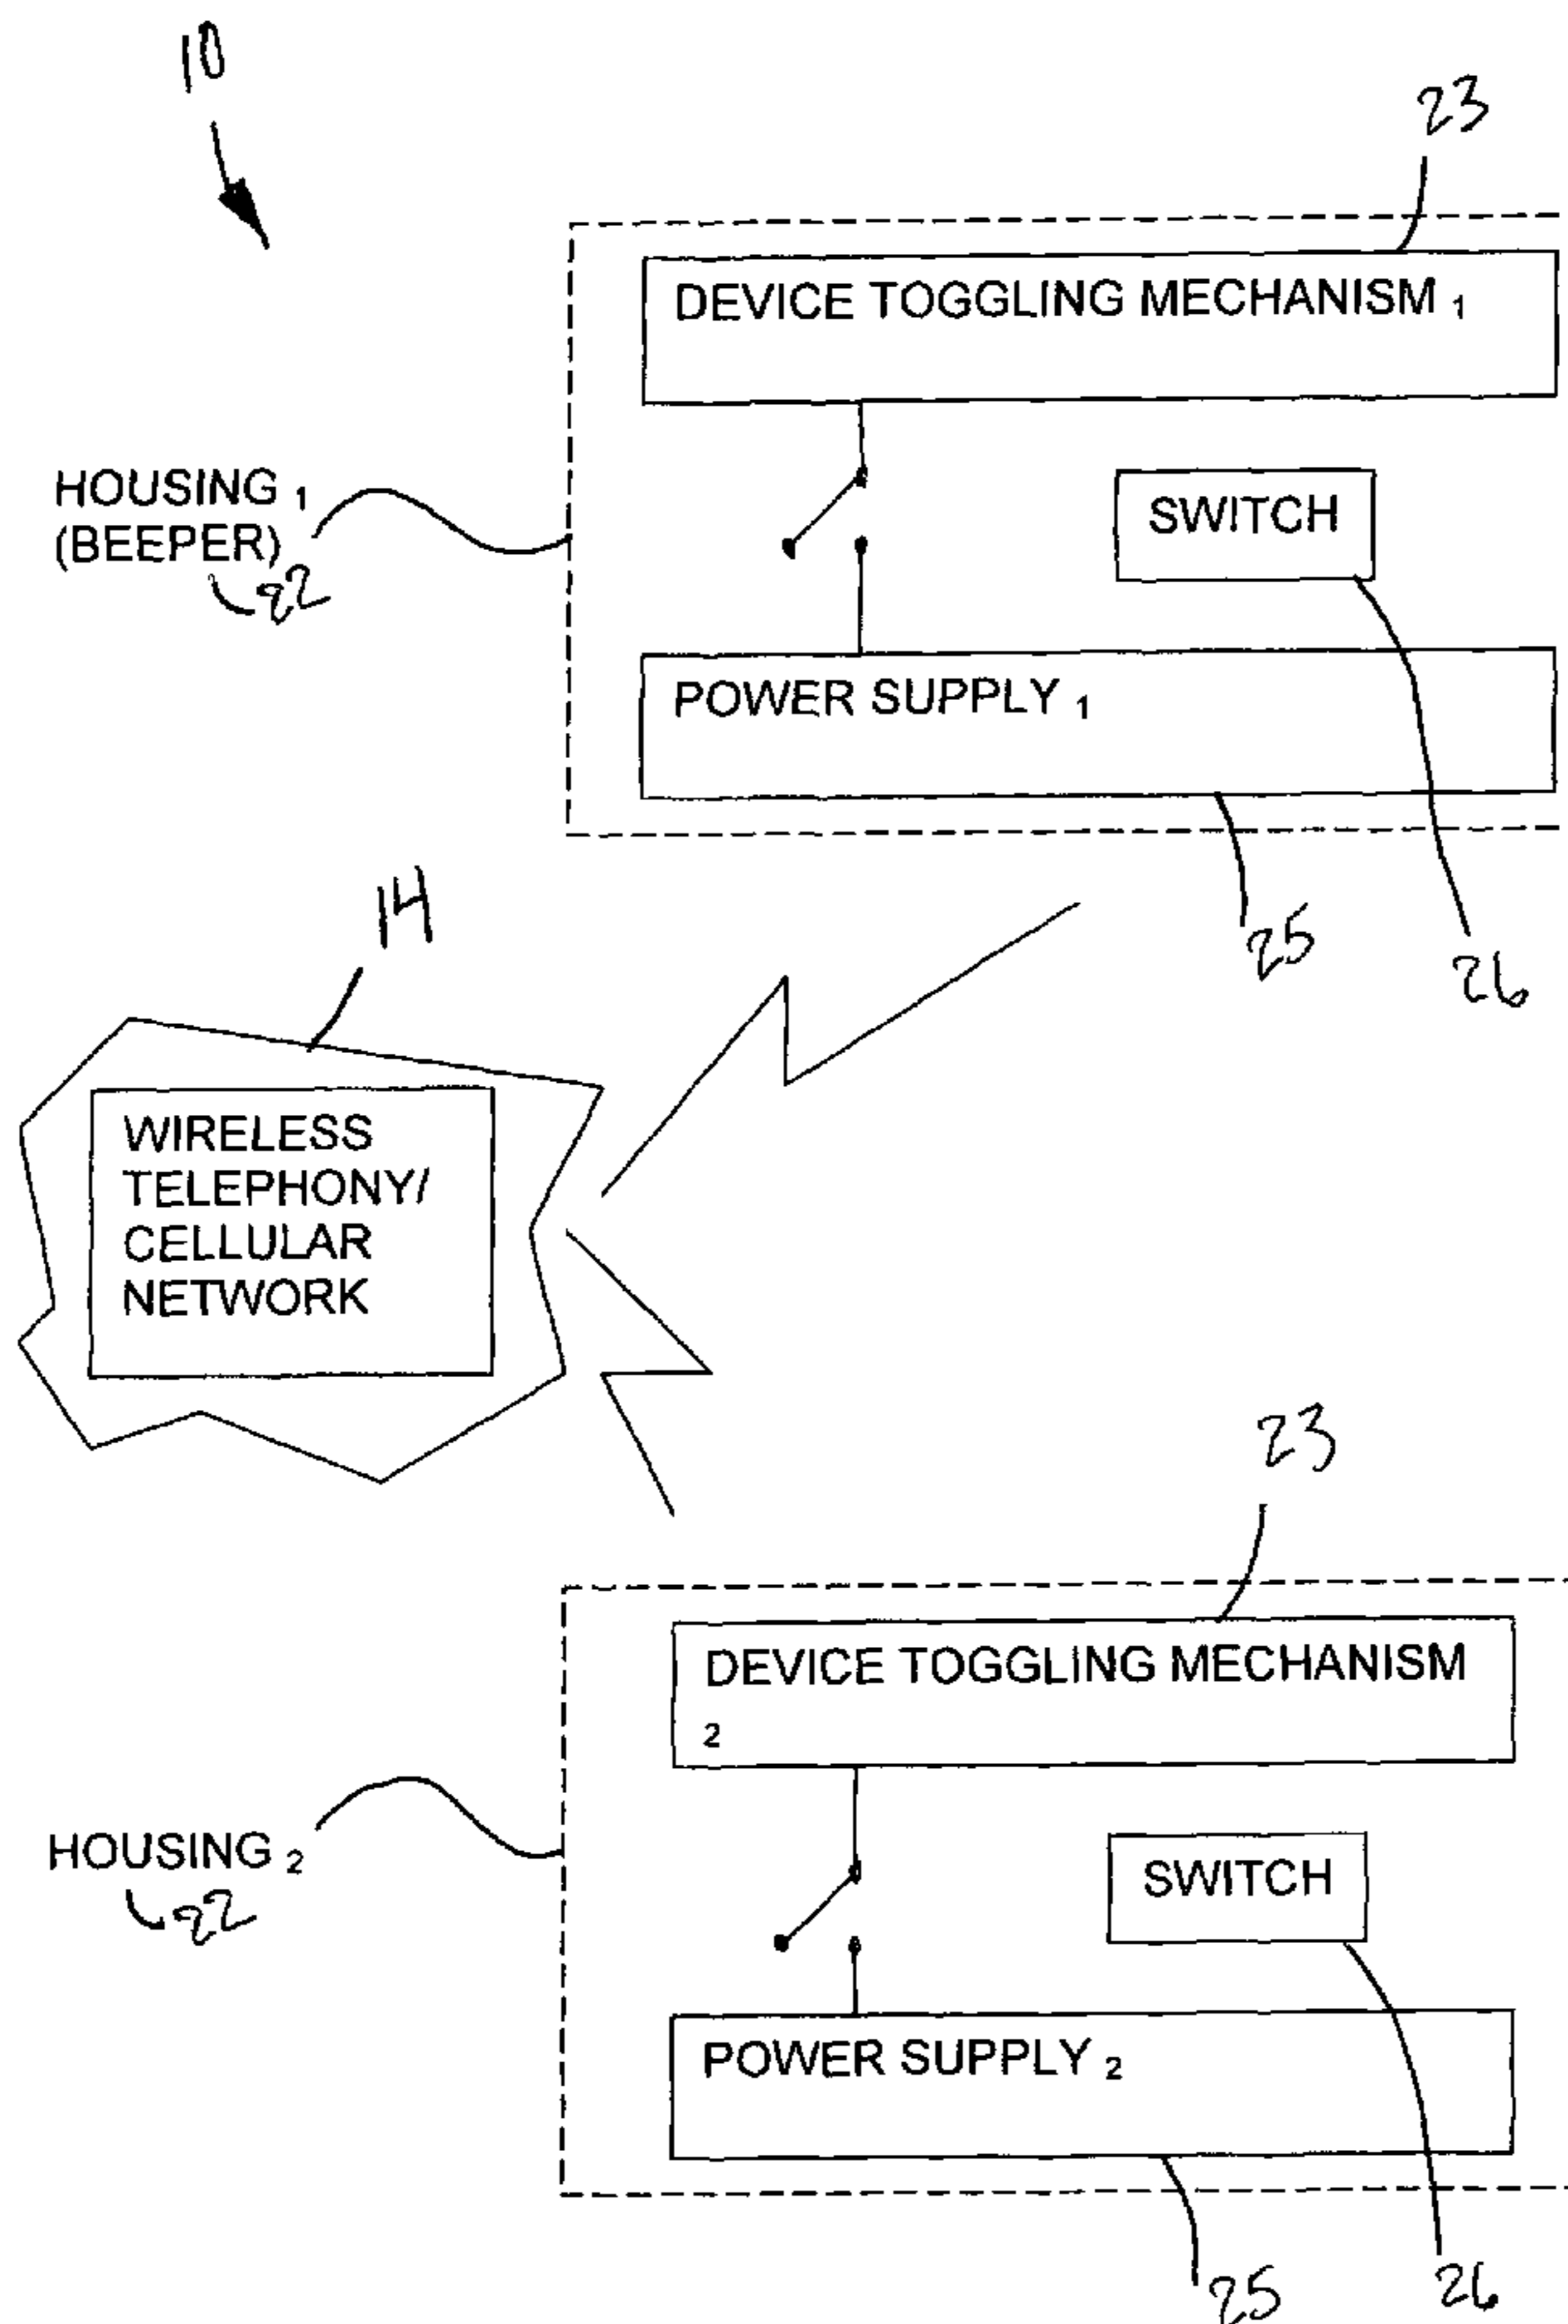 10
23
DEVICE TOGGLING MECHANISM 1
HOUSING 1
(BEEPER)
22
SWITCH
POWER SUPPLY 1
25
26
14
WIRELESS
TELEPHONY/
CELLULAR
NETWORK
23
DEVICE TOGGLING MECHANISM
2
HOUSING 2
22
SWITCH
POWER SUPPLY 2
25
26